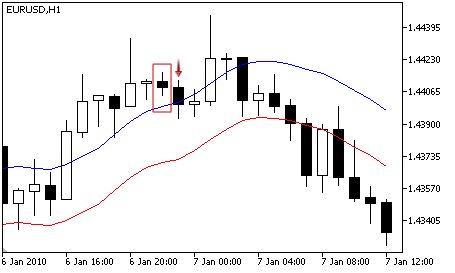 EURUSD,H1
1.44395
1.44230
1.44065
1.43900
1.43735
1.43570
1.43405
6 Jan 2010
6 Jan 16:00
6 Jan 20:00
7 Jan 00:00
7 Jan 04:00
7 Jan 08:00
7 Jan 12:00